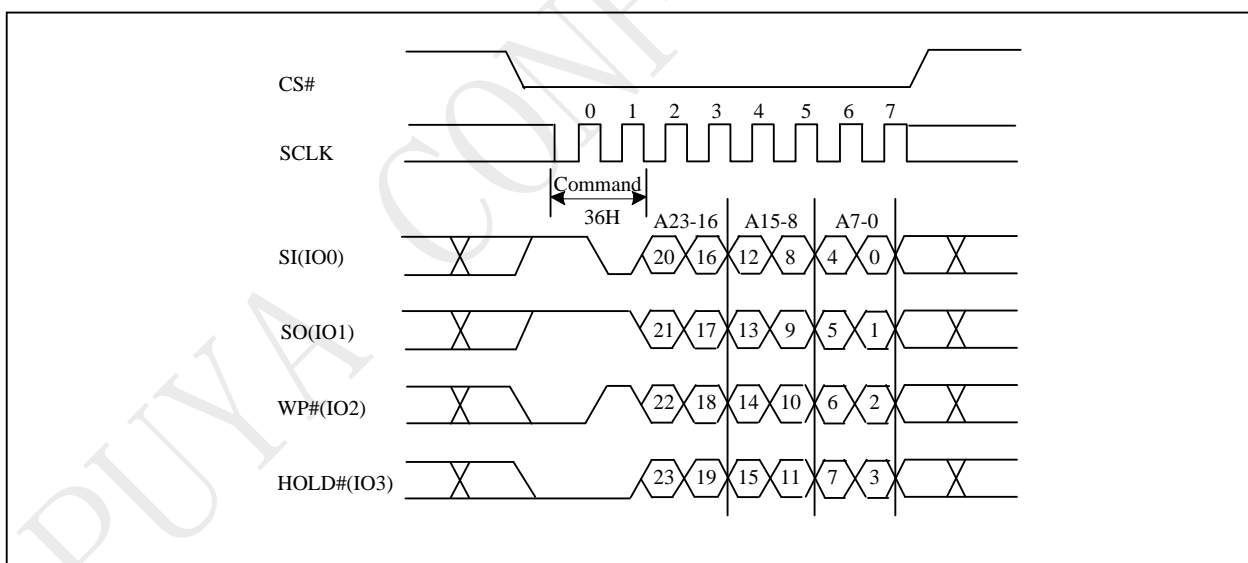 CS#
0 1 2 3 4 5 6 7
SCLK
Command
36H
A23-16 A15-8 A7-0
SI(IO0) 20 16 12 8 4 0
SO(IO1) 21 17 13 9 5 1
WP#(IO2) 22 18 14 10 6 2
HOLD#(IO3) 23 19 15 11 7 3
PUYA CONF